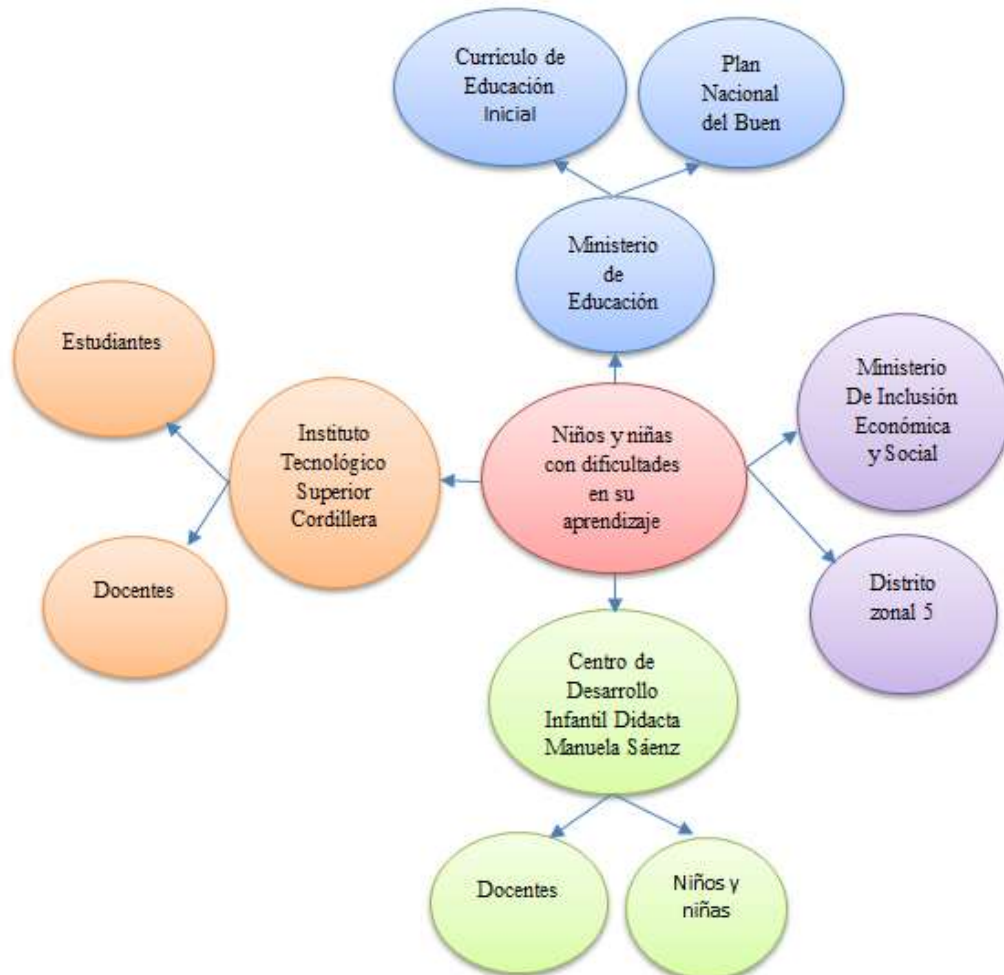 Currículo de
Educación
Inicial
Plan
Nacional
del Buen
Ministerio
de
Educación
Estudiantes
Instituto
Tecnológico
Superior
Cordillera
Docentes
Niños y niñas
con dificultades
en su
aprendizaje
Ministerio
De Inclusión
Económica
y Social
Distrito
zonal 5
Centro de
Desarrollo
Infantil Didacta
Manuela Sáenz
Docentes
Niños y
niñas